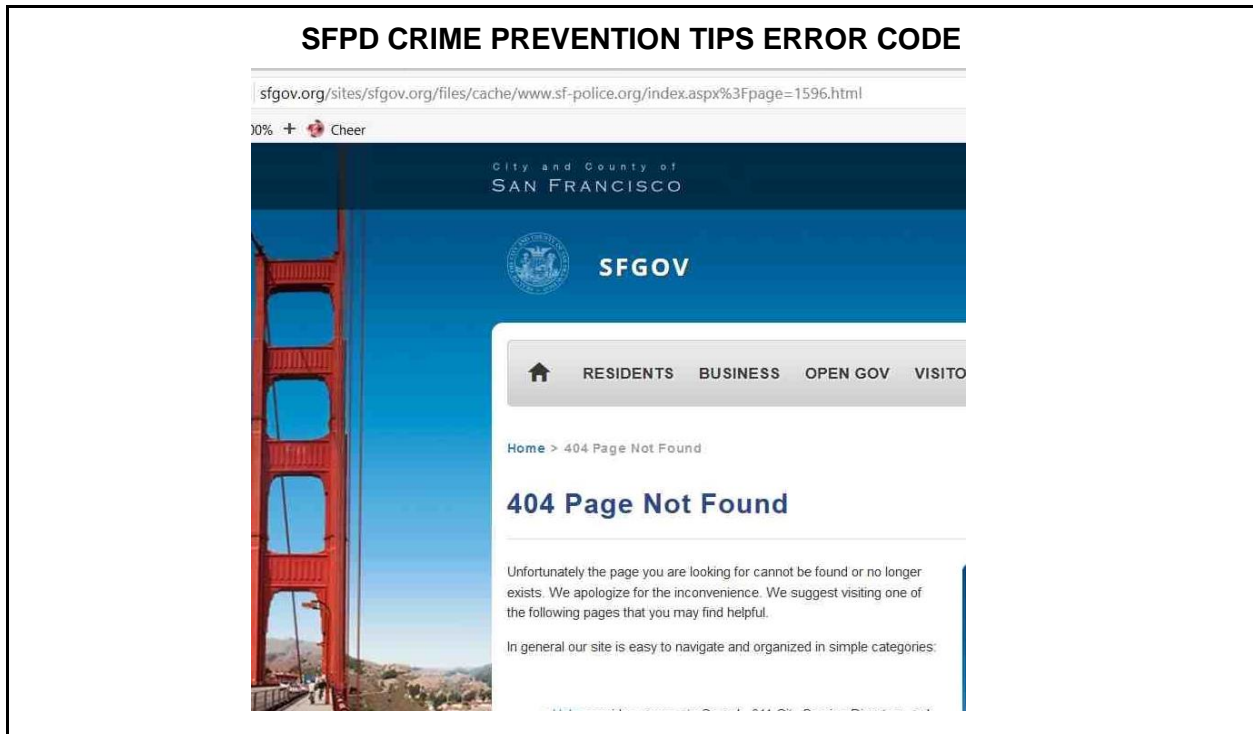 SFPD CRIME PREVENTION TIPS ERROR CODE
sfgov.org/sites/sfgov.org/files/cache/www.sf-police.org/index.aspx%3Fpage=1596.html
00% + Cheer
City and County of
SAN FRANCISCO
SFGOV
RESIDENTS BUSINESS OPEN GOV VISITO
Home > 404 Page Not Found
404 Page Not Found
Unfortunately the page you are looking for cannot be found or no longer
exists. We apologize for the inconvenience. We suggest visiting one of
the following pages that you may find helpful.
In general our site is easy to navigate and organized in simple categories: